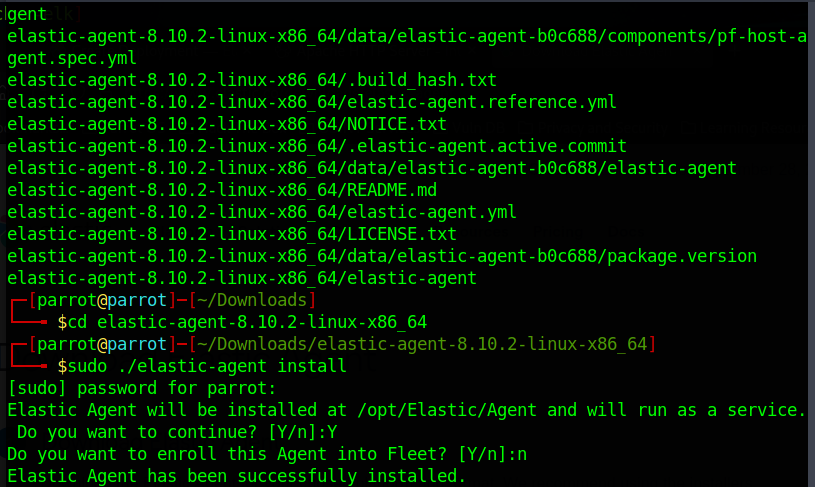 gent
elastic-agent-8.10.2-linux-x86_64/data/elastic-agent-b0c688/components/pf-host-a
gent.spec.yml
elastic-agent-8.10.2-linux-x86_64/.build_hash.txt
elastic-agent-8.10.2-linux-x86_64/elastic-agent.reference.yml
elastic-agent-8.10.2-linux-x86_64/NOTICE.txt
elastic-agent-8.10.2-linux-x86_64/.elastic-agent.active.commit
elastic-agent-8.10.2-linux-x86_64/data/elastic-agent-b0c688/elastic-agent
elastic-agent-8.10.2-linux-x86_64/README.md
elastic-agent-8.10.2-linux-x86_64/elastic-agent.yml
elastic-agent-8.10.2-linux-x86_64/LICENSE.txt
elastic-agent-8.10.2-linux-x86_64/data/elastic-agent-b0c688/package.version
elastic-agent-8.10.2-linux-x86_64/elastic-agent
┌─[parrot@parrot]─[~/Downloads]
└──╼ $cd elastic-agent-8.10.2-linux-x86_64
┌─[parrot@parrot]─[~/Downloads/elastic-agent-8.10.2-linux-x86_64]
└──╼ $sudo ./elastic-agent install
[sudo] password for parrot:
Elastic Agent will be installed at /opt/Elastic/Agent and will run as a service.
 Do you want to continue? [Y/n]:Y
Do you want to enroll this Agent into Fleet? [Y/n]:n
Elastic Agent has been successfully installed.